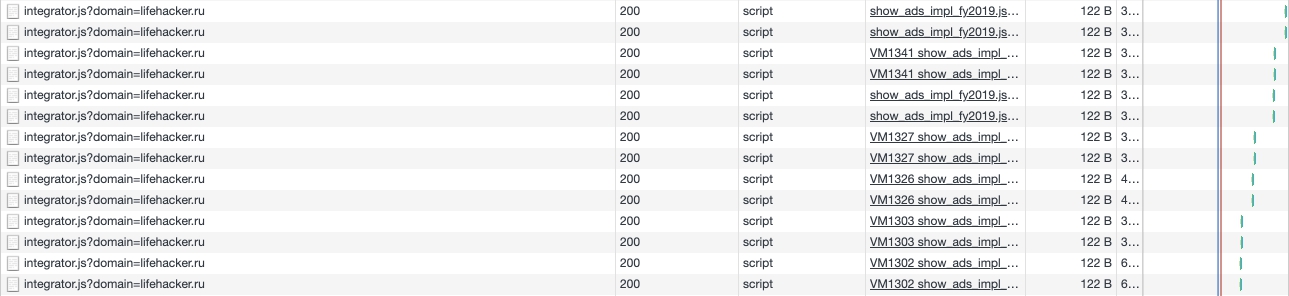 integrator.js?domain=lifehacker.ru 200 script show_ads_impl_fy2019.js… 122 B 3…
integrator.js?domain=lifehacker.ru 200 script show_ads_impl_fy2019.js… 122 B 3…
integrator.js?domain=lifehacker.ru 200 script VM1341 show_ads_impl_… 122 B 3…
integrator.js?domain=lifehacker.ru 200 script VM1341 show_ads_impl_… 122 B 3…
integrator.js?domain=lifehacker.ru 200 script show_ads_impl_fy2019.js… 122 B 3…
integrator.js?domain=lifehacker.ru 200 script show_ads_impl_fy2019.js… 122 B 3…
integrator.js?domain=lifehacker.ru 200 script VM1327 show_ads_impl_… 122 B 3…
integrator.js?domain=lifehacker.ru 200 script VM1327 show_ads_impl_… 122 B 3…
integrator.js?domain=lifehacker.ru 200 script VM1326 show_ads_impl_… 122 B 4…
integrator.js?domain=lifehacker.ru 200 script VM1326 show_ads_impl_… 122 B 4…
integrator.js?domain=lifehacker.ru 200 script VM1303 show_ads_impl_… 122 B 3…
integrator.js?domain=lifehacker.ru 200 script VM1303 show_ads_impl_… 122 B 3…
integrator.js?domain=lifehacker.ru 200 script VM1302 show_ads_impl_… 122 B 6…
integrator.js?domain=lifehacker.ru 200 script VM1302 show_ads_impl_… 122 B 6…